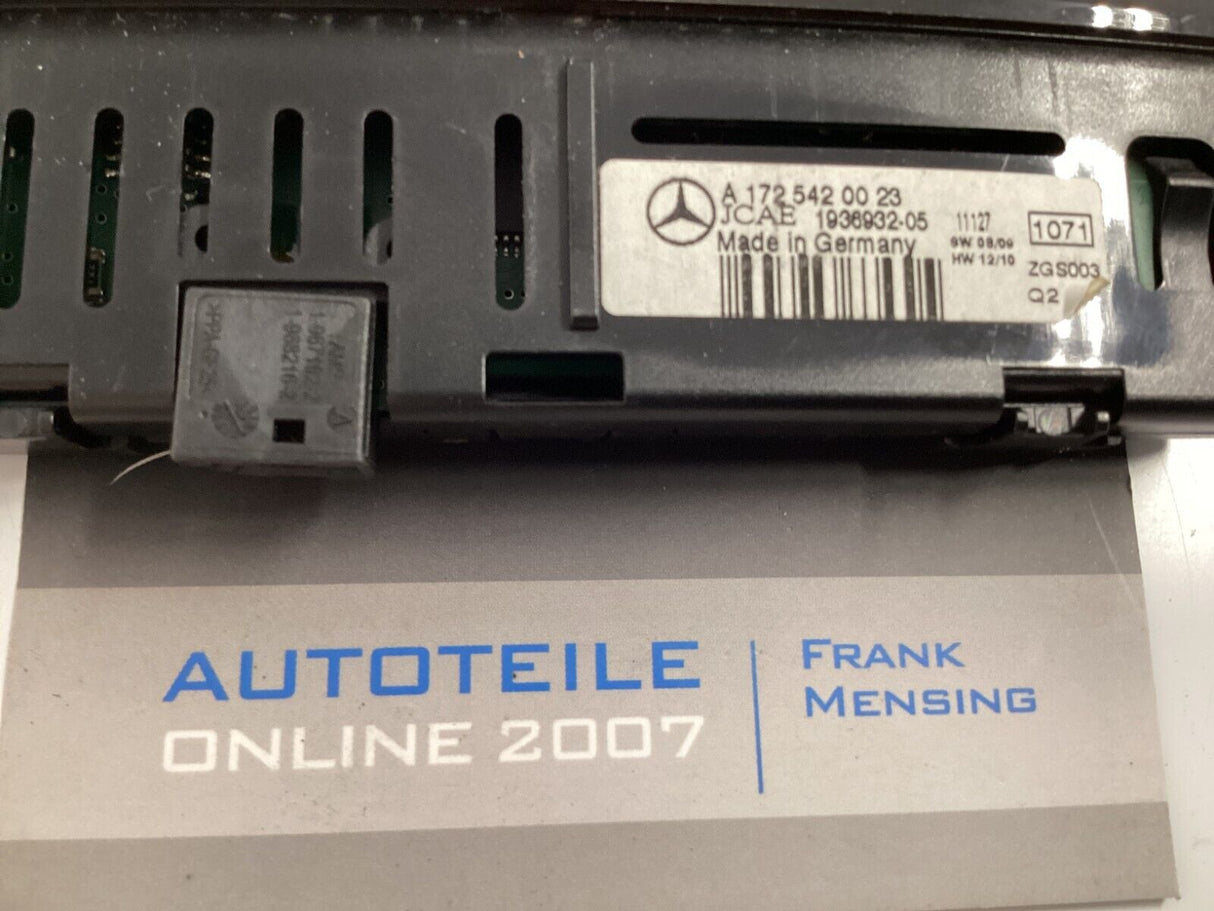 A 172 542 00 23
JCAE 1936932-05
Made in Germany
11127
SW 08/09
HW 12/10
1071
ZGS003
Q2
AMP
AUTOTEILE
ONLINE 2007
FRANK
MENSING